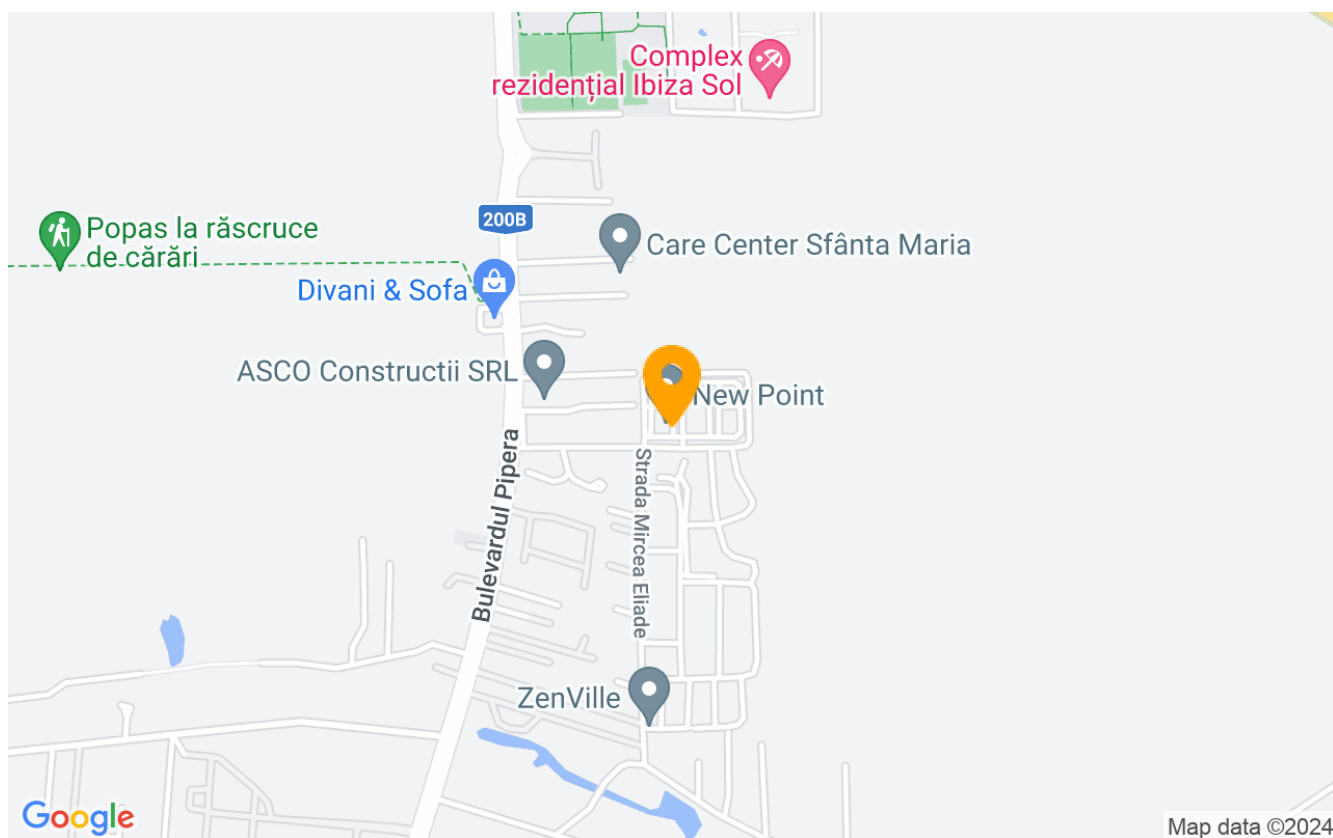 Complex
rezidențial Ibiza Sol
200B
Popas la răscruce
de cărări
Care Center Sfânta Maria
Divani & Sofa
ASCO Constructii SRL
New Point
Bulevardul Pipera
Strada Mircea Eliade
ZenVille
Google
Map data ©2024